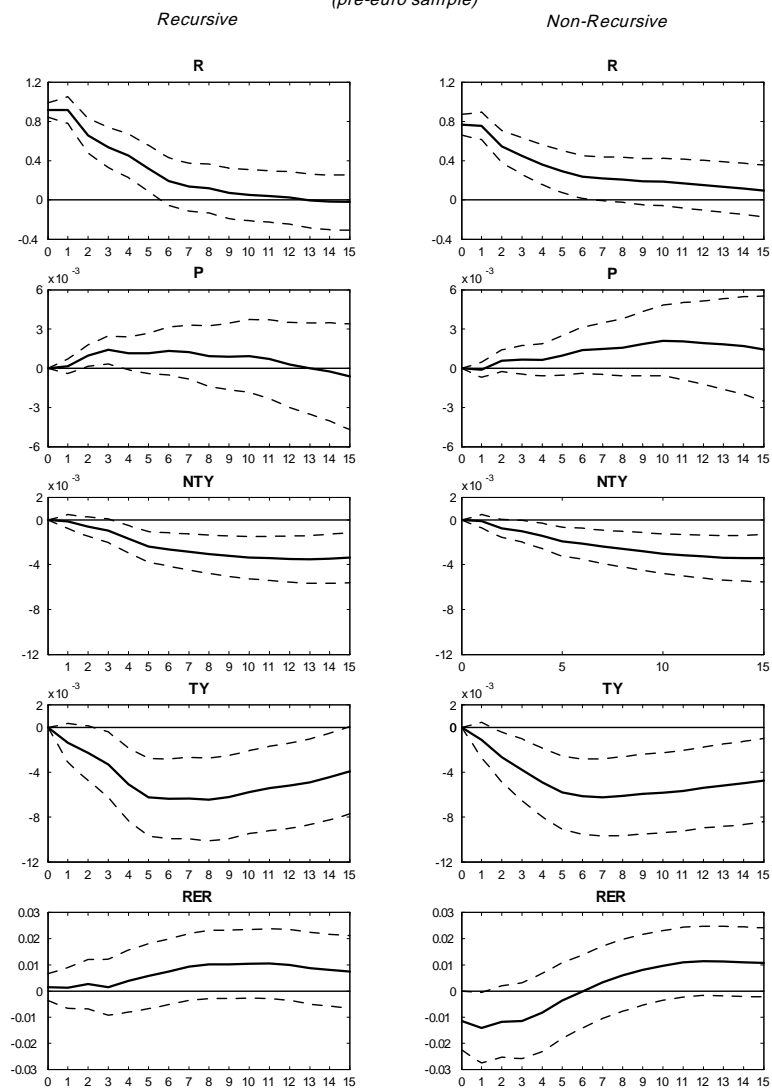 (pre-euro sample)
Recursive Non-Recursive
R R
1.2 1.2
0.8 0.8
0.4 0.4
0 0
-0.4 -0.4
0 1 2 3 4 5 6 7 8 9 10 11 12 13 14 15 0 1 2 3 4 5 6 7 8 9 10 11 12 13 14 15
x10 -3 P x10 -3 P
6 6
3 3
0 0
-3 -3
-6 -6
0 1 2 3 4 5 6 7 8 9 10 11 12 13 14 15 0 1 2 3 4 5 6 7 8 9 10 11 12 13 14 15
x10 -3 NTY x10 -3 NTY
2 2
0 0
-4 -4
-8 -8
-12 -12
1 2 3 4 5 6 7 8 9 10 11 12 13 14 15 0 5 10 15
x10 -3 TY x10 -3 TY
2 2
0 0
-4 -4
-8 -8
-12 -12
0 1 2 3 4 5 6 7 8 9 10 11 12 13 14 15 0 1 2 3 4 5 6 7 8 9 10 11 12 13 14 15
RER RER
0.03 0.03
0.02 0.02
0.01 0.01
0 0
-0.01 -0.01
-0.02 -0.02
-0.03 -0.03
0 1 2 3 4 5 6 7 8 9 10 11 12 13 14 15 0 1 2 3 4 5 6 7 8 9 10 11 12 13 14 15